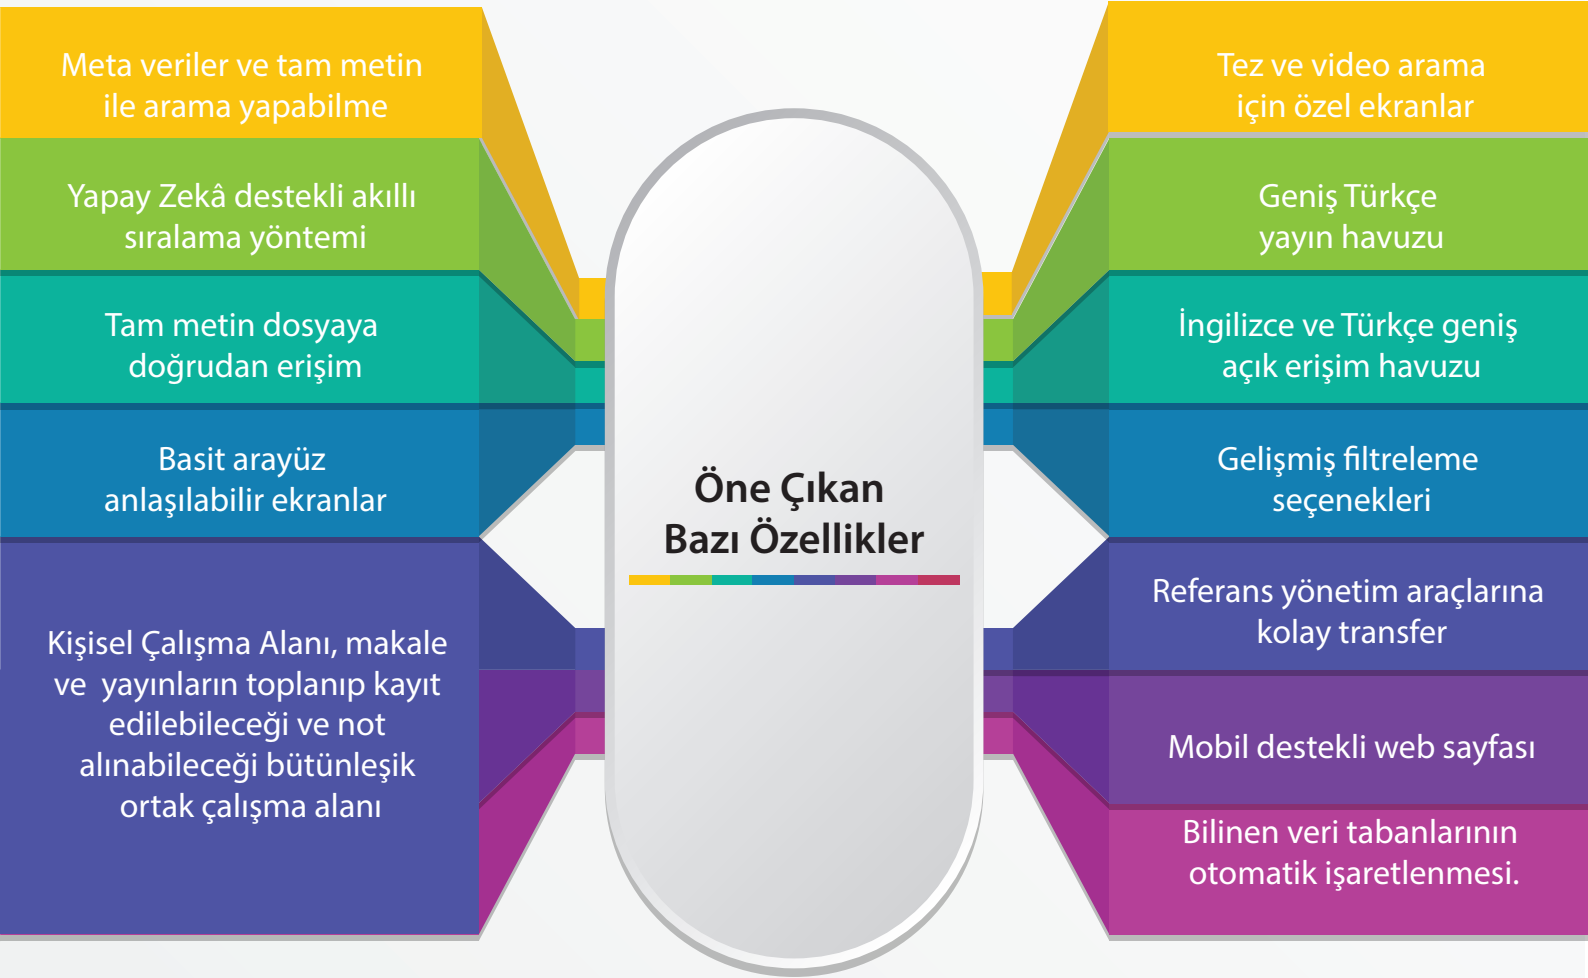 Meta veriler ve tam metin
ile arama yapabilme
Yapay Zekâ destekli akıllı
sıralama yöntemi
Tam metin dosyaya
doğrudan erişim
Basit arayüz
anlaşılabilir ekranlar
Kişisel Çalışma Alanı, makale
ve yayınların toplanıp kayıt
edilebileceği ve not
alınabileceği bütünleşik
ortak çalışma alanı
Öne Çıkan
Bazı Özellikler
Tez ve video arama
için özel ekranlar
Geniş Türkçe
yayın havuzu
İngilizce ve Türkçe geniş
açık erişim havuzu
Gelişmiş filtreleme
seçenekleri
Referans yönetim araçlarına
kolay transfer
Mobil destekli web sayfası
Bilinen veri tabanlarının
otomatik işaretlenmesi.